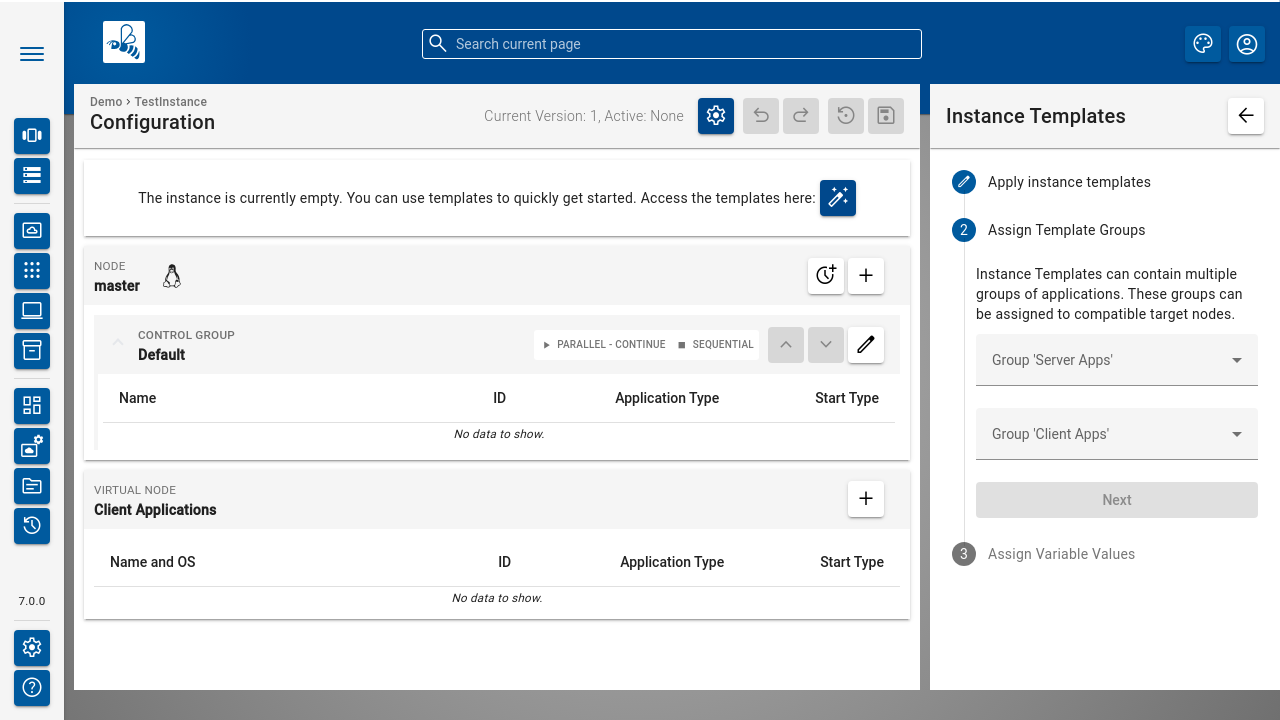 Search current page
Demo › TestInstance
Configuration
Current Version: 1, Active: None
The instance is currently empty. You can use templates to quickly get started. Access the templates here:
NODE
master
CONTROL GROUP
Default
PARALLEL - CONTINUE
SEQUENTIAL
Name ID Application Type Start Type
No data to show.
VIRTUAL NODE
Client Applications
Name and OS ID Application Type Start Type
No data to show.
7.0.0
Instance Templates
Apply instance templates
2 Assign Template Groups
Instance Templates can contain multiple
groups of applications. These groups can
be assigned to compatible target nodes.
Group 'Server Apps'
Group 'Client Apps'
Next
3 Assign Variable Values